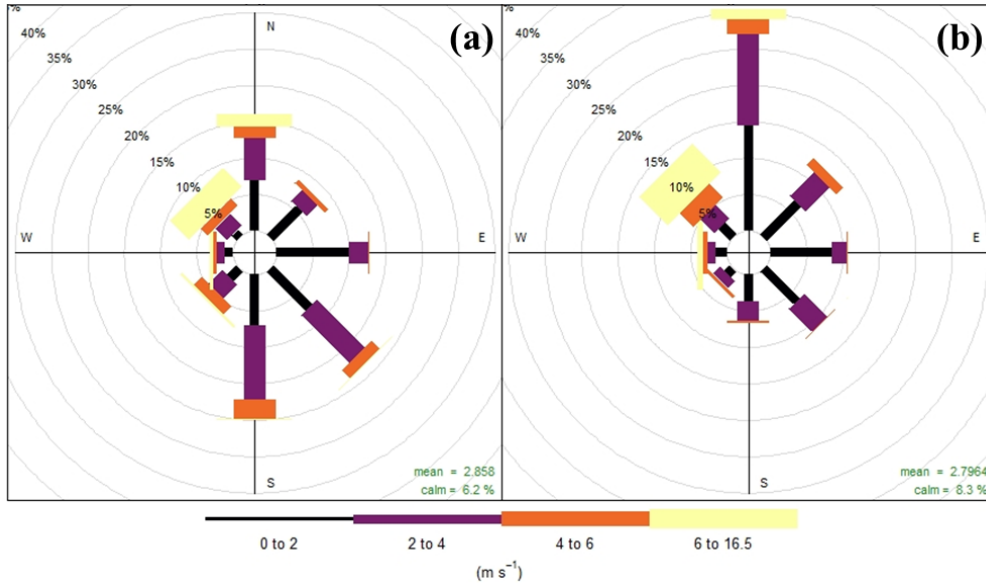 (a)
N
W
E
S
40%
35%
30%
25%
20%
15%
10%
5%
mean = 2.858
calm = 6.2 %
(b)
W
E
S
40%
35%
30%
25%
20%
15%
10%
5%
mean = 2.7964
calm = 8.3 %
0 to 2
2 to 4
4 to 6
6 to 16.5
(m s⁻¹)